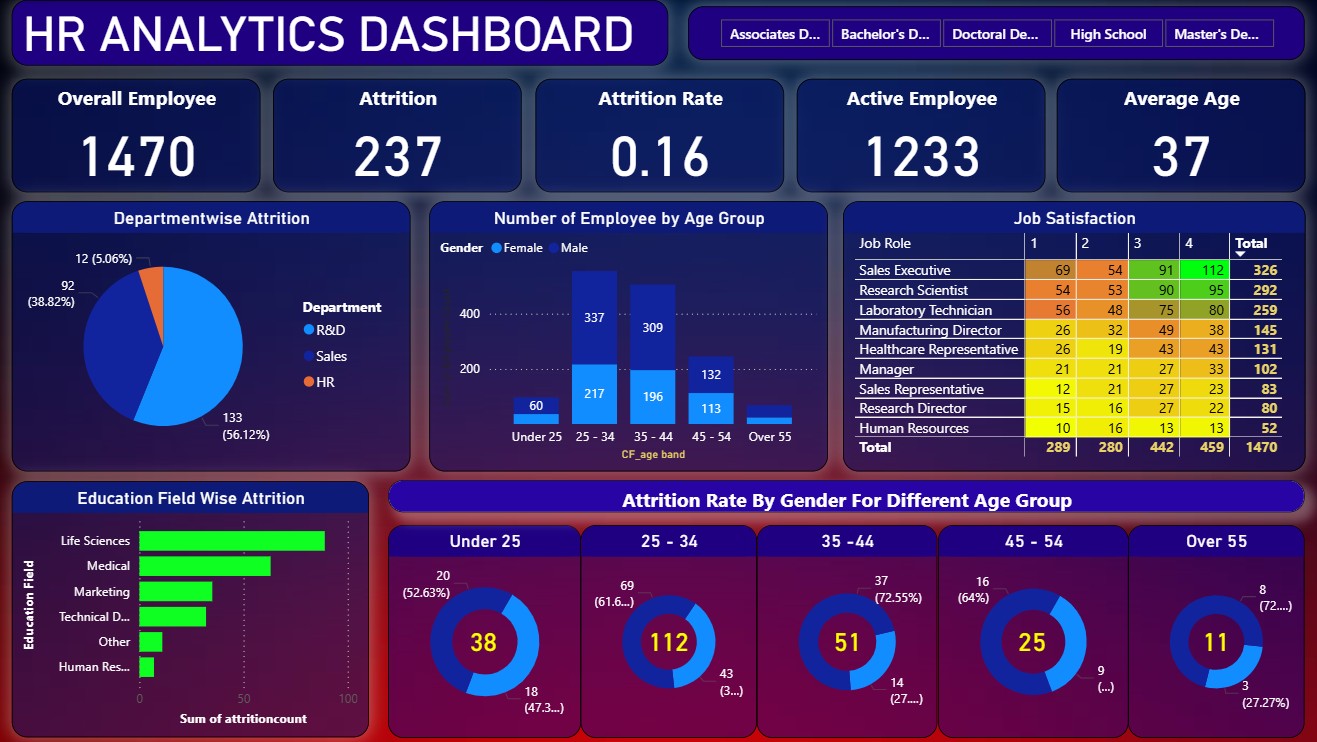 HR ANALYTICS DASHBOARD
Associates D... Bachelor's D... Doctoral De... High School Master's De...
Overall Employee
1470
Attrition
237
Attrition Rate
0.16
Active Employee
1233
Average Age
37
Departmentwise Attrition
12 (5.06%)
92
(38.82%)
133
(56.12%)
Department
R&D
Sales
HR
Number of Employee by Age Group
Gender Female Male
400
200
60
337
217
309
196
132
113
Under 25 25 - 34 35 - 44 45 - 54 Over 55
CF_age band
Job Satisfaction
Job Role 1 2 3 4 Total
Sales Executive 69 54 91 112 326
Research Scientist 54 53 90 95 292
Laboratory Technician 56 48 75 80 259
Manufacturing Director 26 32 49 38 145
Healthcare Representative 26 19 43 43 131
Manager 21 21 27 33 102
Sales Representative 12 21 27 23 83
Research Director 15 16 27 22 80
Human Resources 10 16 13 13 52
Total 289 280 442 459 1470
Education Field Wise Attrition
Education Field
Life Sciences
Medical
Marketing
Technical D...
Other
Human Res...
0 50 100
Sum of attritioncount
Attrition Rate By Gender For Different Age Group
Under 25
20
(52.63%)
38
18
(47.3...)
25 - 34
69
(61.6...)
112
43
(3...)
35 -44
37
(72.55%)
51
14
(27....)
45 - 54
16
(64%)
25
9
(...)
Over 55
8
(72....)
11
3
(27.27%)